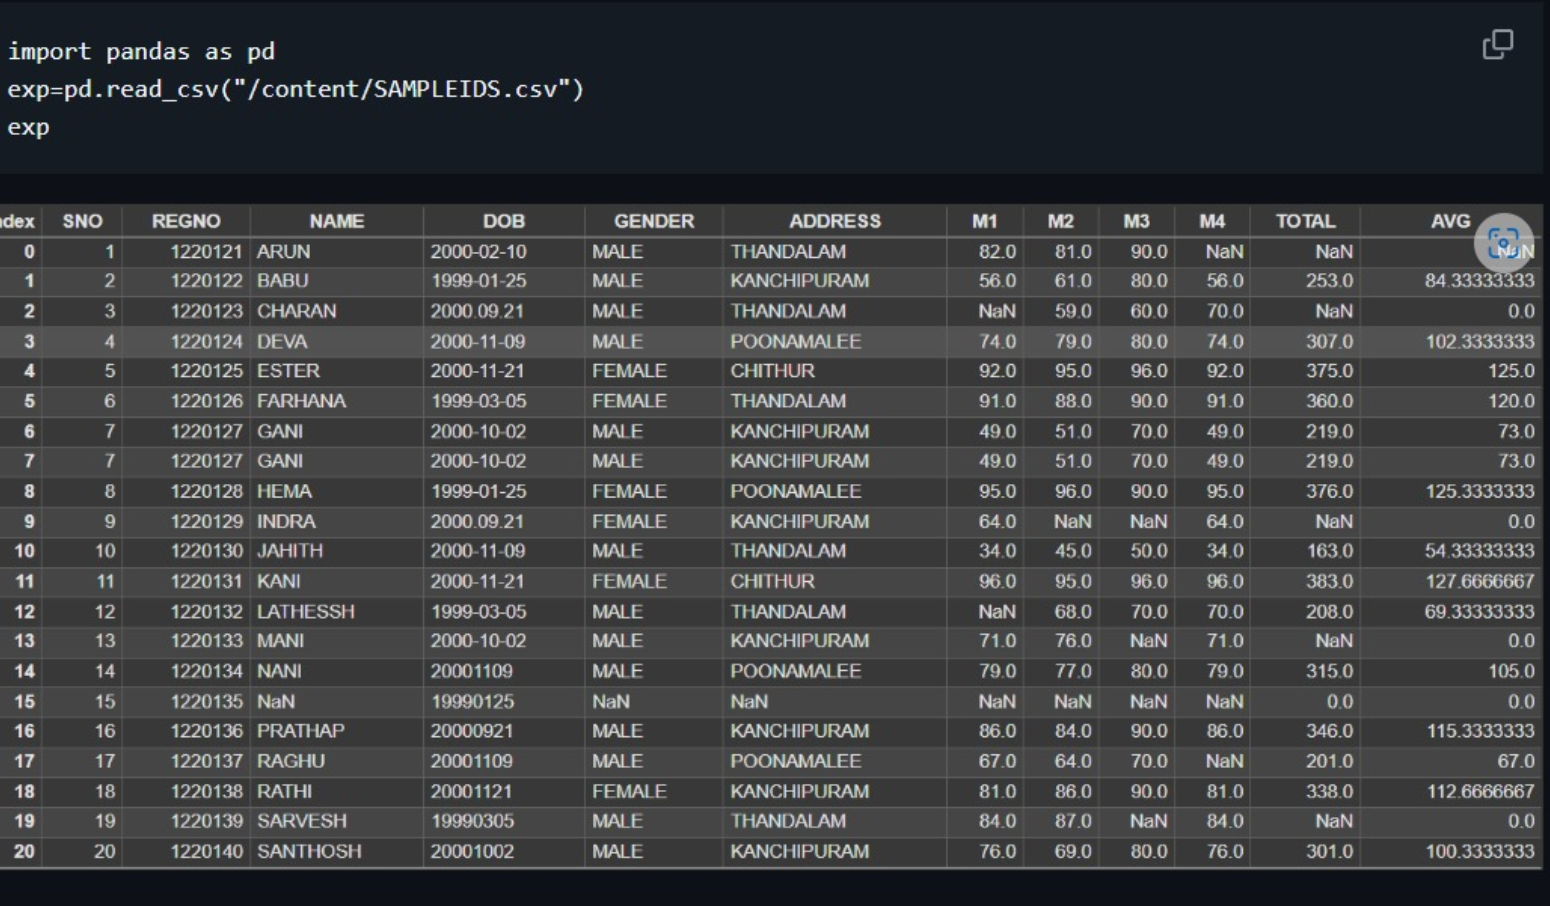 import pandas as pd
exp=pd.read_csv("/content/SAMPLEIDS.csv")
exp
ndex SNO REGNO NAME DOB GENDER ADDRESS M1 M2 M3 M4 TOTAL AVG
0 1 1220121 ARUN 2000-02-10 MALE THANDALAM 82.0 81.0 90.0 NaN NaN NaN
1 2 1220122 BABU 1999-01-25 MALE KANCHIPURAM 56.0 61.0 80.0 56.0 253.0 84.33333333
2 3 1220123 CHARAN 2000.09.21 MALE THANDALAM NaN 59.0 60.0 70.0 NaN 0.0
3 4 1220124 DEVA 2000-11-09 MALE POONAMALEE 74.0 79.0 80.0 74.0 307.0 102.3333333
4 5 1220125 ESTER 2000-11-21 FEMALE CHITHUR 92.0 95.0 96.0 92.0 375.0 125.0
5 6 1220126 FARHANA 1999-03-05 FEMALE THANDALAM 91.0 88.0 90.0 91.0 360.0 120.0
6 7 1220127 GANI 2000-10-02 MALE KANCHIPURAM 49.0 51.0 70.0 49.0 219.0 73.0
7 7 1220127 GANI 2000-10-02 MALE KANCHIPURAM 49.0 51.0 70.0 49.0 219.0 73.0
8 8 1220128 HEMA 1999-01-25 FEMALE POONAMALEE 95.0 96.0 90.0 95.0 376.0 125.3333333
9 9 1220129 INDRA 2000.09.21 FEMALE KANCHIPURAM 64.0 NaN NaN 64.0 NaN 0.0
10 10 1220130 JAHITH 2000-11-09 MALE THANDALAM 34.0 45.0 50.0 34.0 163.0 54.33333333
11 11 1220131 KANI 2000-11-21 FEMALE CHITHUR 96.0 95.0 96.0 96.0 383.0 127.6666667
12 12 1220132 LATHESSH 1999-03-05 MALE THANDALAM NaN 68.0 70.0 70.0 208.0 69.33333333
13 13 1220133 MANI 2000-10-02 MALE KANCHIPURAM 71.0 76.0 NaN 71.0 NaN 0.0
14 14 1220134 NANI 20001109 MALE POONAMALEE 79.0 77.0 80.0 79.0 315.0 105.0
15 15 1220135 NaN 19990125 NaN NaN NaN NaN NaN NaN 0.0 0.0
16 16 1220136 PRATHAP 20000921 MALE KANCHIPURAM 86.0 84.0 90.0 86.0 346.0 115.3333333
17 17 1220137 RAGHU 20001109 MALE POONAMALEE 67.0 64.0 70.0 NaN 201.0 67.0
18 18 1220138 RATHI 20001121 FEMALE KANCHIPURAM 81.0 86.0 90.0 81.0 338.0 112.6666667
19 19 1220139 SARVESH 19990305 MALE THANDALAM 84.0 87.0 NaN 84.0 NaN 0.0
20 20 1220140 SANTHOSH 20001002 MALE KANCHIPURAM 76.0 69.0 80.0 76.0 301.0 100.3333333